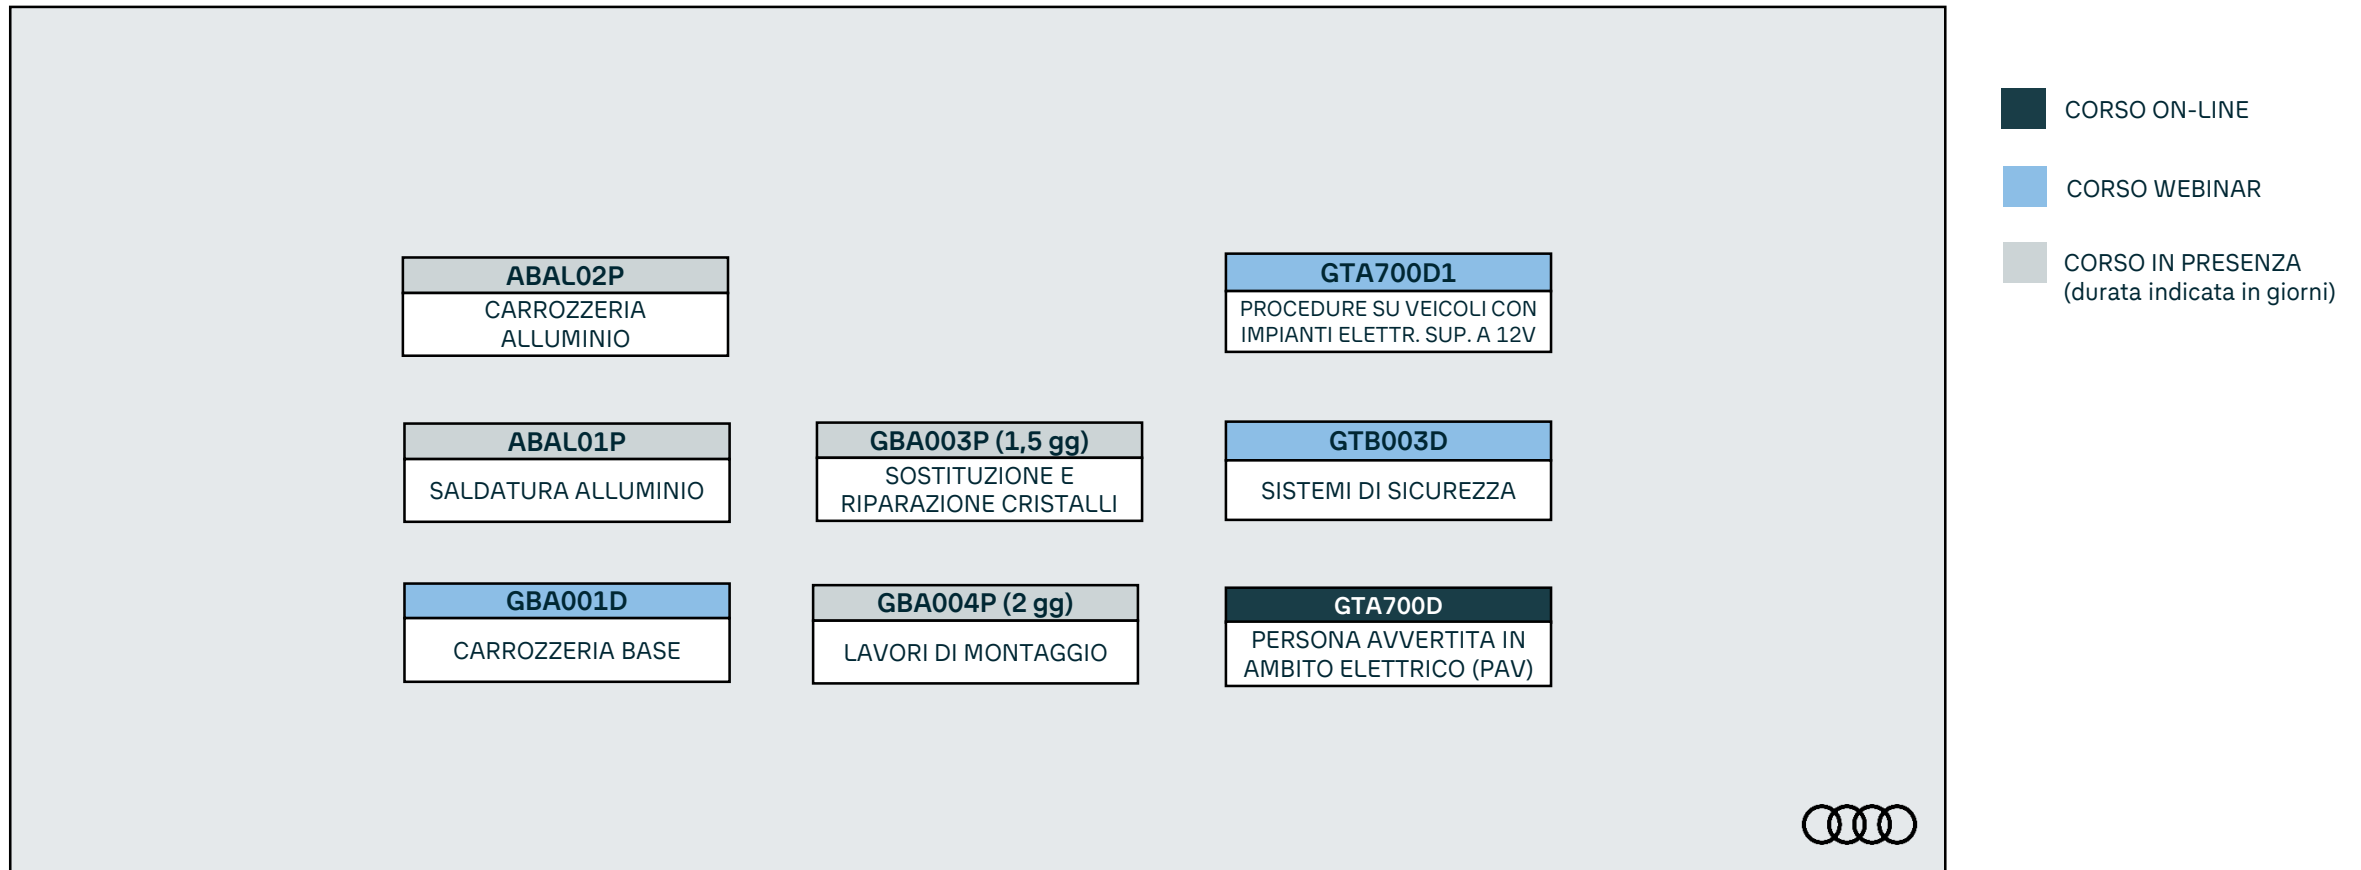 ABAL02P
CARROZZERIA
ALLUMINIO
GTA700D1
PROCEDURE SU VEICOLI CON
IMPIANTI ELETTR. SUP. A 12V
ABAL01P
SALDATURA ALLUMINIO
GBA003P (1,5 gg)
SOSTITUZIONE E
RIPARAZIONE CRISTALLI
GTB003D
SISTEMI DI SICUREZZA
GBA001D
CARROZZERIA BASE
GBA004P (2 gg)
LAVORI DI MONTAGGIO
GTA700D
PERSONA AVVERTITA IN
AMBITO ELETTRICO (PAV)
CORSO ON-LINE
CORSO WEBINAR
CORSO IN PRESENZA
(durata indicata in giorni)